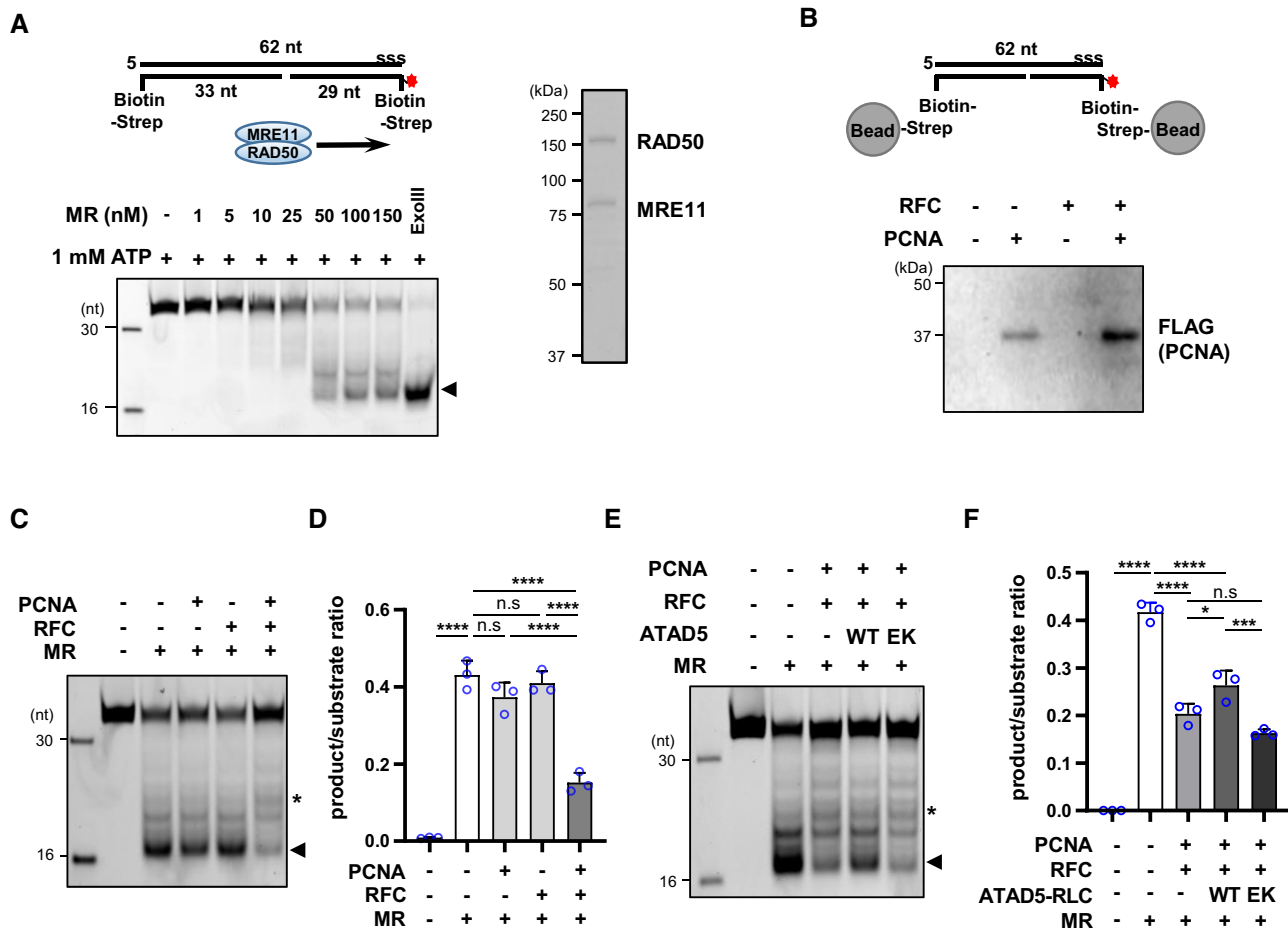 A
62 nt
sss
5
33 nt
29 nt
Biotin
-Strep
Biotin
-Strep
MRE11
RAD50
MR (nM) - 1 5 10 25 50 100 150 ExoIII
1 mM ATP + + + + + + + + +
(nt)
30
16
(kDa)
250
150
100
75
50
37
RAD50
MRE11
B
62 nt
sss
5
Biotin-
-Strep
Biotin-
Strep-
Bead
Bead
RFC - - + +
PCNA - + - +
(kDa)
50
37
FLAG
(PCNA)
C
PCNA - - + - +
RFC - - - + +
MR - + + + +
(nt)
30
16
*
D
product/substrate ratio
0.6
0.4
0.2
0.0
****
n.s ****
**** n.s ****
PCNA - - + - +
RFC - - - + +
MR - + + + +
E
PCNA - - + + +
RFC - - + + +
ATAD5 - - - WT EK
MR - + + + +
(nt)
30
16
*
F
product/substrate ratio
0.5
0.4
0.3
0.2
0.1
0.0
**** ****
**** n.s
* ***
PCNA - - + + +
RFC - - + + +
ATAD5-RLC - - - WT EK
MR - + + + +